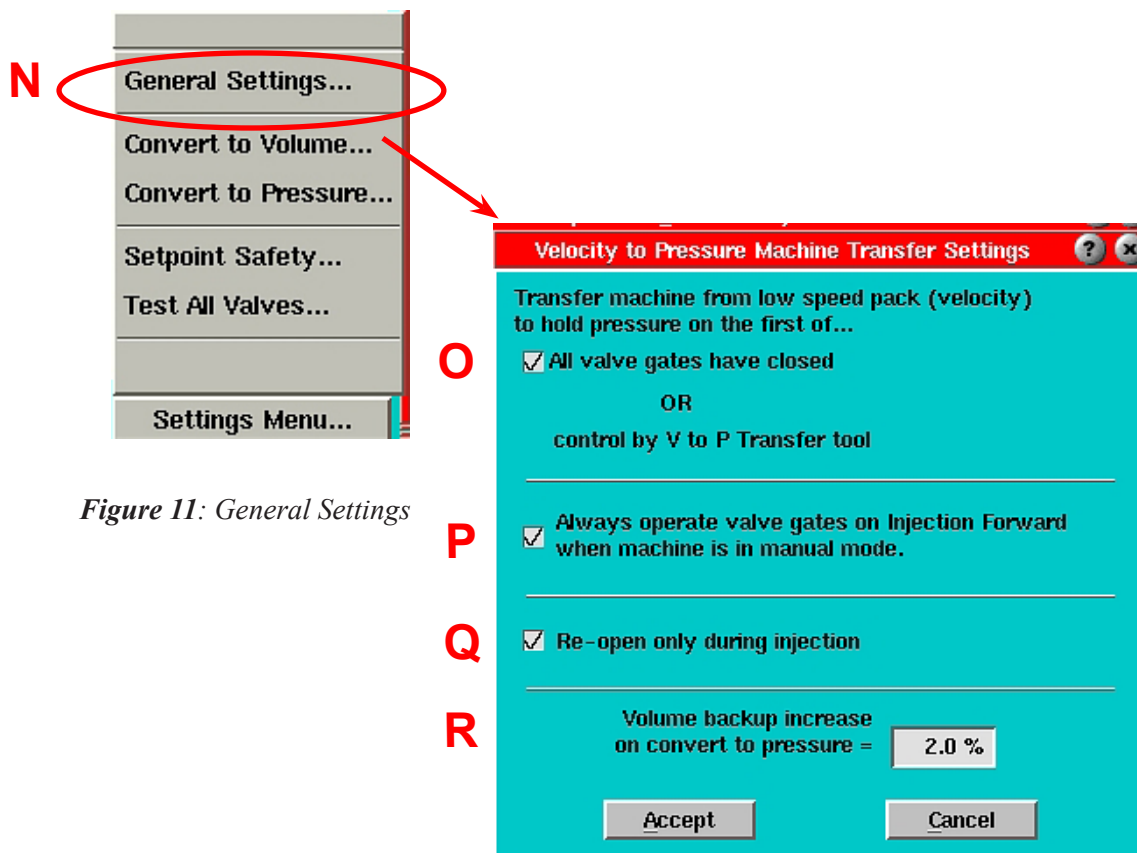 N
General Settings...
Convert to Volume...
Convert to Pressure...
Setpoint Safety...
Test All Valves...
Settings Menu...
Figure 11: General Settings
Velocity to Pressure Machine Transfer Settings ? x
Transfer machine from low speed pack (velocity)
to hold pressure on the first of...
O
All valve gates have closed
OR
control by V to P Transfer tool
P
Always operate valve gates on Injection Forward
when machine is in manual mode.
Q
Re-open only during injection
R
Volume backup increase
on convert to pressure = 2.0 %
Accept
Cancel